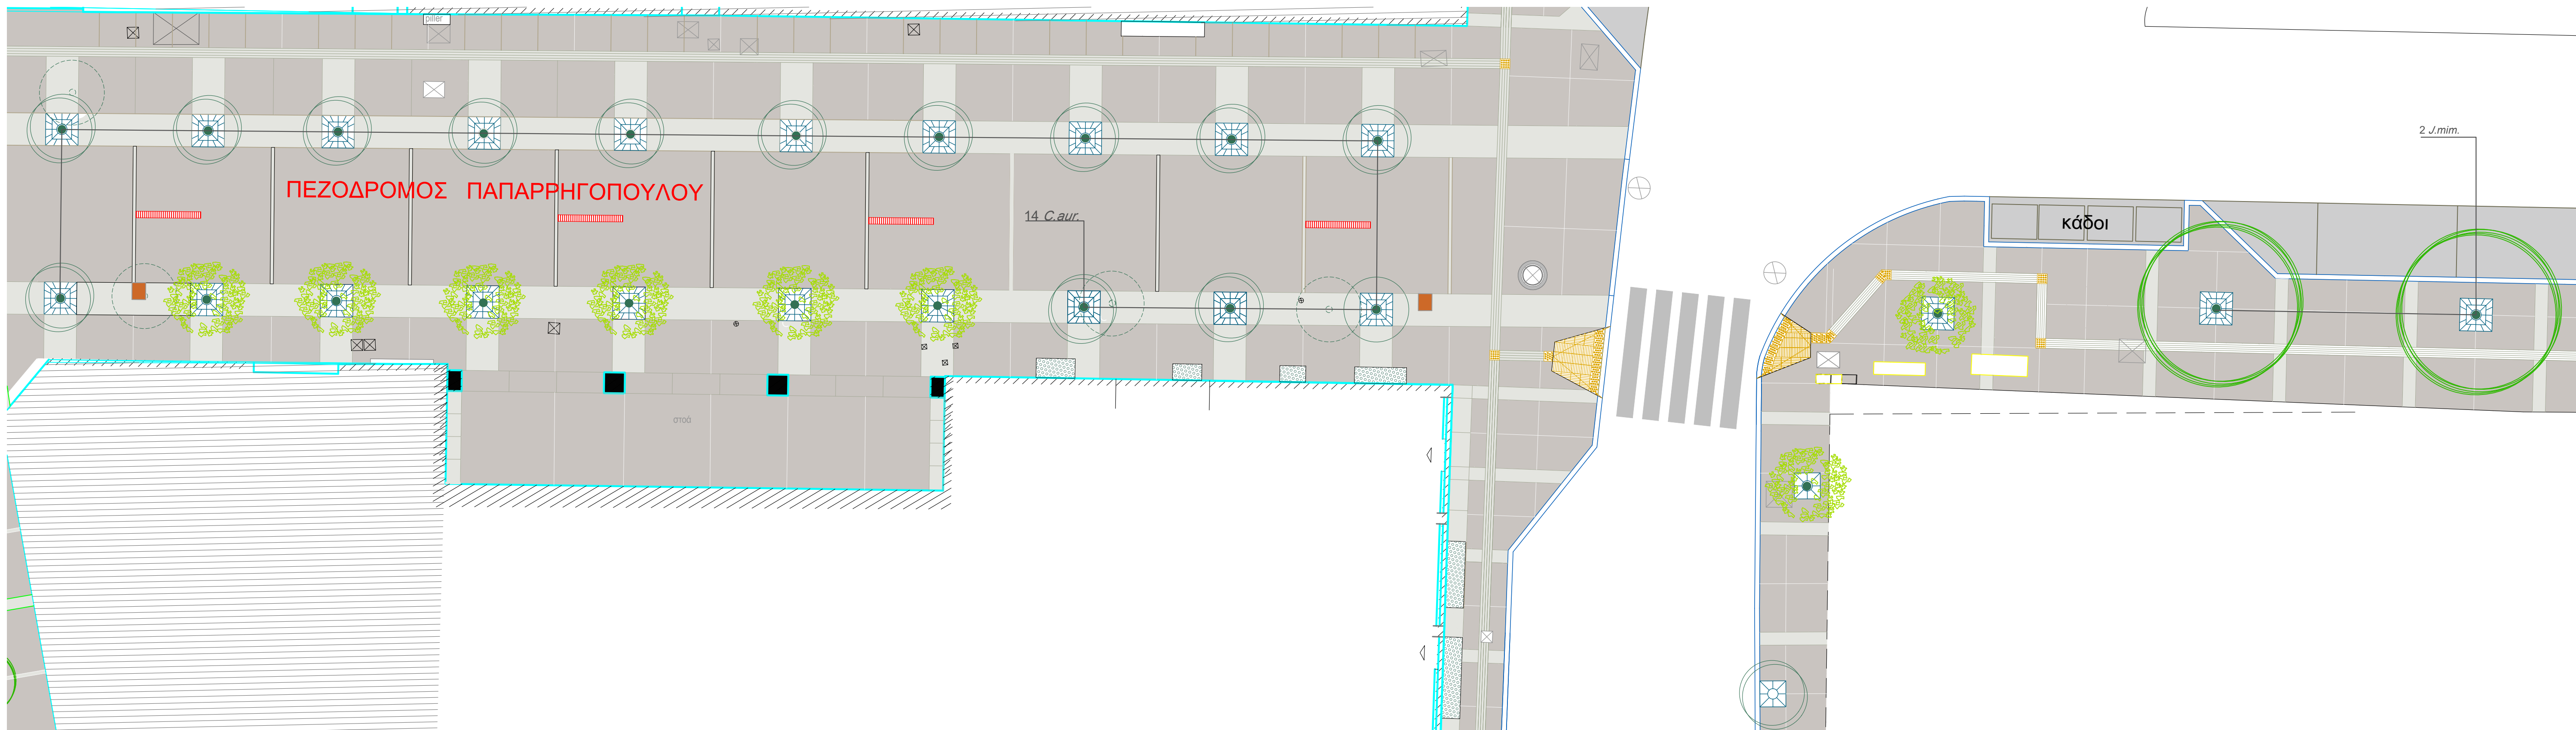 piller
2 J.mim.
ΠΕΖΟΔΡΟΜΟΣ ΠΑΠΑΡΡΗΓΟΠΟΥΛΟΥ
14 C.aur.
κάδοι
στοά